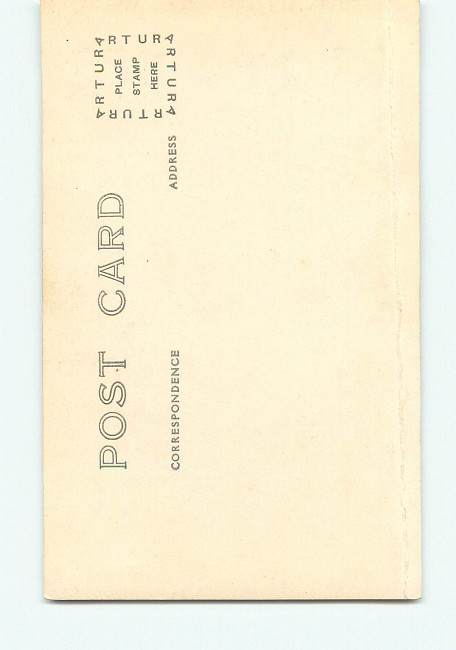 POST CARD
CORRESPONDENCE
ADDRESS
ARTURA
PLACE
STAMP
HERE
ARTURA
ARTURA
ARTURA